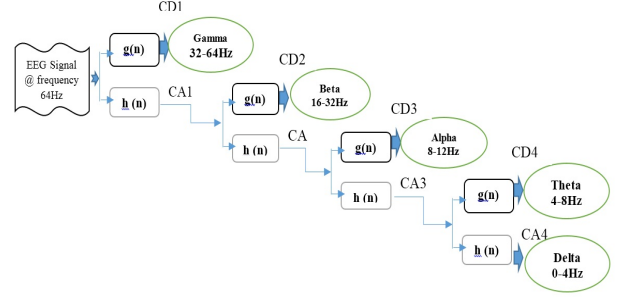 CD1
g(n)
Gamma
32-64Hz
EEG Signal
@ frequency
64Hz
h (n)
CA1
CD2
g(n)
Beta
16-32Hz
h (n)
CA
CD3
g(n)
Alpha
8-12Hz
h (n)
CA3
CD4
g(n)
Theta
4-8Hz
h (n)
CA4
Delta
0-4Hz